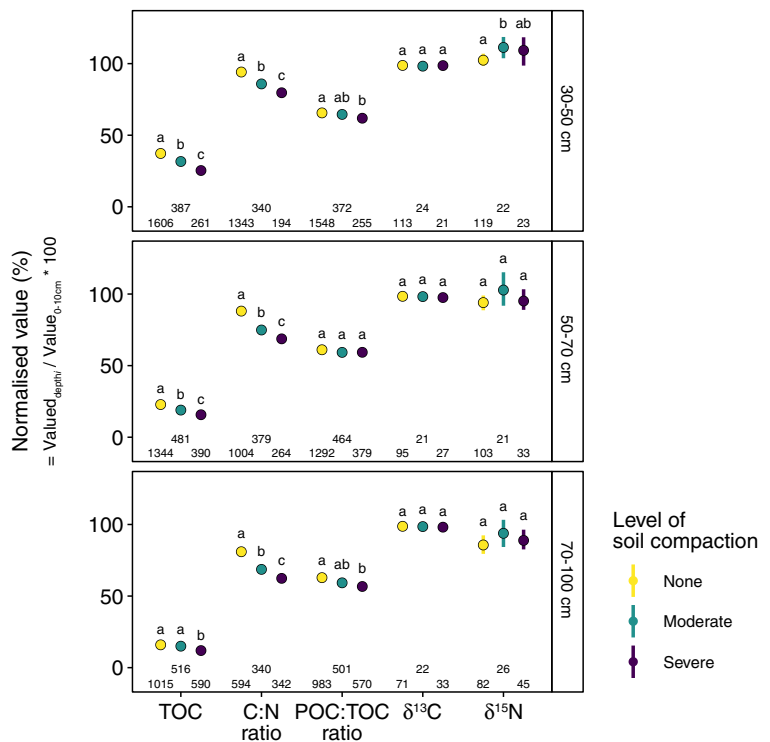 Normalised value (%)
= Valued depthi / Value 0-10cm * 100
a a b ab
a b c a a a
100 a ab b
50 a b c
0 387 340 372 24 22
1606 261 1343 194 1548 255 113 21 119 23
30-50 cm
a a
a b c a a a a
100 a a a
50 a b c
0 481 379 464 21 21
1344 390 1004 264 1292 379 95 27 103 33
50-70 cm
a a a a a a
100 a b c a ab b
50
a a b
0 516 340 501 22 26
1015 590 594 342 983 570 71 33 82 45
70-100 cm
TOC C:N ratio POC:TOC ratio δ13C δ15N
Level of
soil compaction
None
Moderate
Severe